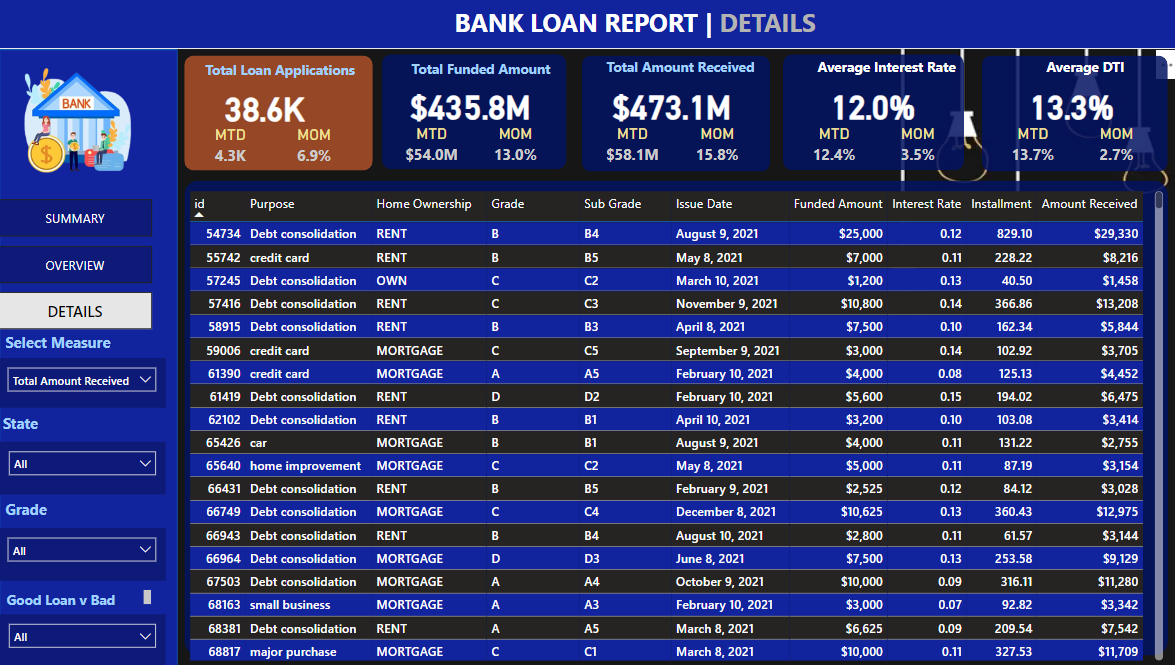 BANK LOAN REPORT | DETAILS
BANK
Total Loan Applications
38.6K
MTD MOM
4.3K 6.9%
Total Funded Amount
$435.8M
MTD MOM
$54.0M 13.0%
Total Amount Received
$473.1M
MTD MOM
$58.1M 15.8%
Average Interest Rate
12.0%
MTD MOM
12.4% 3.5%
Average DTI
13.3%
MTD MOM
13.7% 2.7%
SUMMARY
OVERVIEW
DETAILS
Select Measure
Total Amount Received
State
All
Grade
All
Good Loan v Bad
All
id Purpose Home Ownership Grade Sub Grade Issue Date Funded Amount Interest Rate Installment Amount Received
54734 Debt consolidation RENT B B4 August 9, 2021 $25,000 0.12 829.10 $29,330
55742 credit card RENT B B5 May 8, 2021 $7,000 0.11 228.22 $8,216
57245 Debt consolidation OWN C C2 March 10, 2021 $1,200 0.13 40.50 $1,458
57416 Debt consolidation RENT C C3 November 9, 2021 $10,800 0.14 366.86 $13,208
58915 Debt consolidation RENT B B3 April 8, 2021 $7,500 0.10 162.34 $5,844
59006 credit card MORTGAGE C C5 September 9, 2021 $3,000 0.14 102.92 $3,705
61390 credit card MORTGAGE A A5 February 10, 2021 $4,000 0.08 125.13 $4,452
61419 Debt consolidation RENT D D2 February 10, 2021 $5,600 0.15 194.02 $6,475
62102 Debt consolidation RENT B B1 April 10, 2021 $3,200 0.10 103.08 $3,414
65426 car MORTGAGE B B1 August 9, 2021 $4,000 0.11 131.22 $2,755
65640 home improvement MORTGAGE C C2 May 8, 2021 $5,000 0.11 87.19 $3,154
66431 Debt consolidation RENT B B5 February 9, 2021 $2,525 0.12 84.12 $3,028
66749 Debt consolidation MORTGAGE C C4 December 8, 2021 $10,625 0.13 360.43 $12,975
66943 Debt consolidation RENT B B4 August 10, 2021 $2,800 0.11 61.57 $3,144
66964 Debt consolidation MORTGAGE D D3 June 8, 2021 $7,500 0.13 253.58 $9,129
67503 Debt consolidation MORTGAGE A A4 October 9, 2021 $10,000 0.09 316.11 $11,280
68163 small business MORTGAGE A A3 February 10, 2021 $3,000 0.07 92.82 $3,342
68381 Debt consolidation RENT A A5 March 8, 2021 $6,625 0.09 209.54 $7,542
68817 major purchase MORTGAGE C C1 March 8, 2021 $10,000 0.11 327.53 $11,709